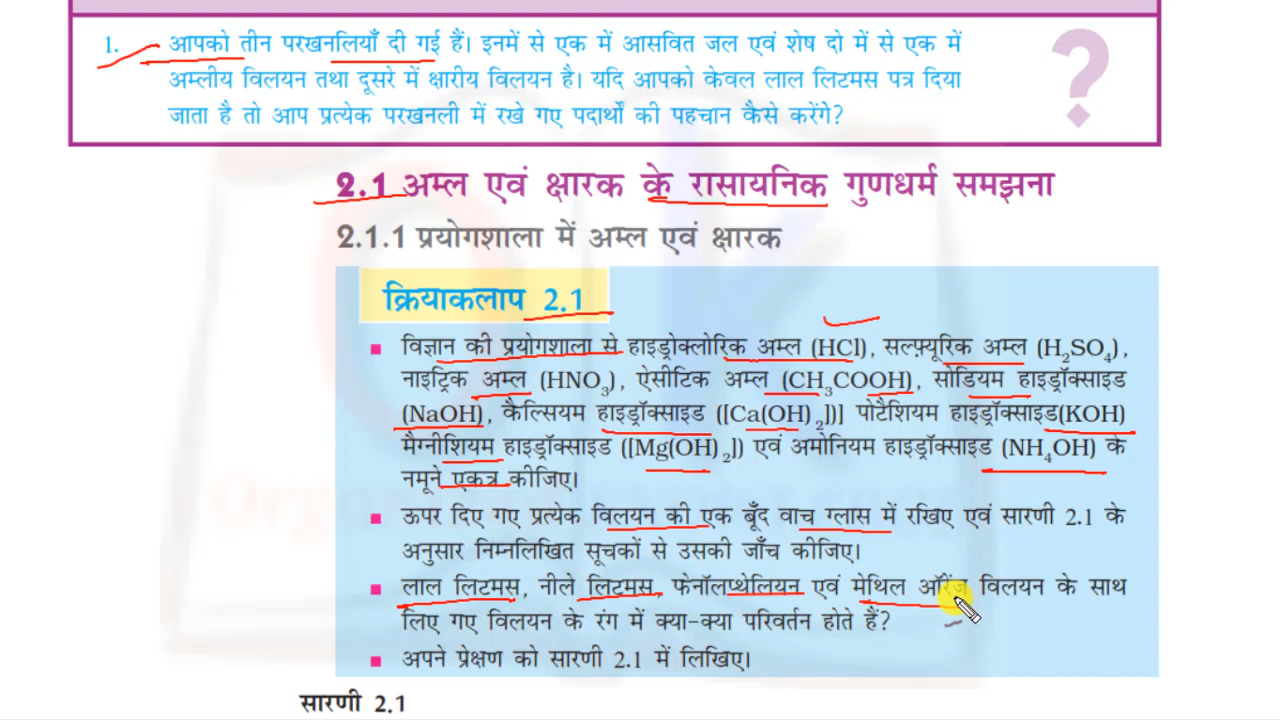 1. आपको तीन परखनलियाँ दी गई हैं। इनमें से एक में आसवित जल एवं शेष दो में से एक में
अम्लीय विलयन तथा दूसरे में क्षारीय विलयन है। यदि आपको केवल लाल लिटमस पत्र दिया
जाता है तो आप प्रत्येक परखनली में रखे गए पदार्थों की पहचान कैसे करेंगे?
?
2.1 अम्ल एवं क्षारक के रासायनिक गुणधर्म समझना
2.1.1 प्रयोगशाला में अम्ल एवं क्षारक
क्रियाकलाप 2.1
▪ विज्ञान की प्रयोगशाला से हाइड्रोक्लोरिक अम्ल (HCl), सल्फ़्यूरिक अम्ल (H₂SO₄),
नाइट्रिक अम्ल (HNO₃), ऐसीटिक अम्ल (CH₃COOH), सोडियम हाइड्रॉक्साइड
(NaOH), कैल्सियम हाइड्रॉक्साइड ([Ca(OH)₂])] पोटैशियम हाइड्रॉक्साइड(KOH)
मैग्नीशियम हाइड्रॉक्साइड ([Mg(OH)₂]) एवं अमोनियम हाइड्रॉक्साइड (NH₄OH) के
नमूने एकत्र कीजिए।
▪ ऊपर दिए गए प्रत्येक विलयन की एक बूँद वाच ग्लास में रखिए एवं सारणी 2.1 के
अनुसार निम्नलिखित सूचकों से उसकी जाँच कीजिए।
▪ लाल लिटमस, नीले लिटमस, फेनॉलप्थेलियन एवं मेथिल ऑरेंज विलयन के साथ
लिए गए विलयन के रंग में क्या-क्या परिवर्तन होते हैं?
▪ अपने प्रेक्षण को सारणी 2.1 में लिखिए।
सारणी 2.1